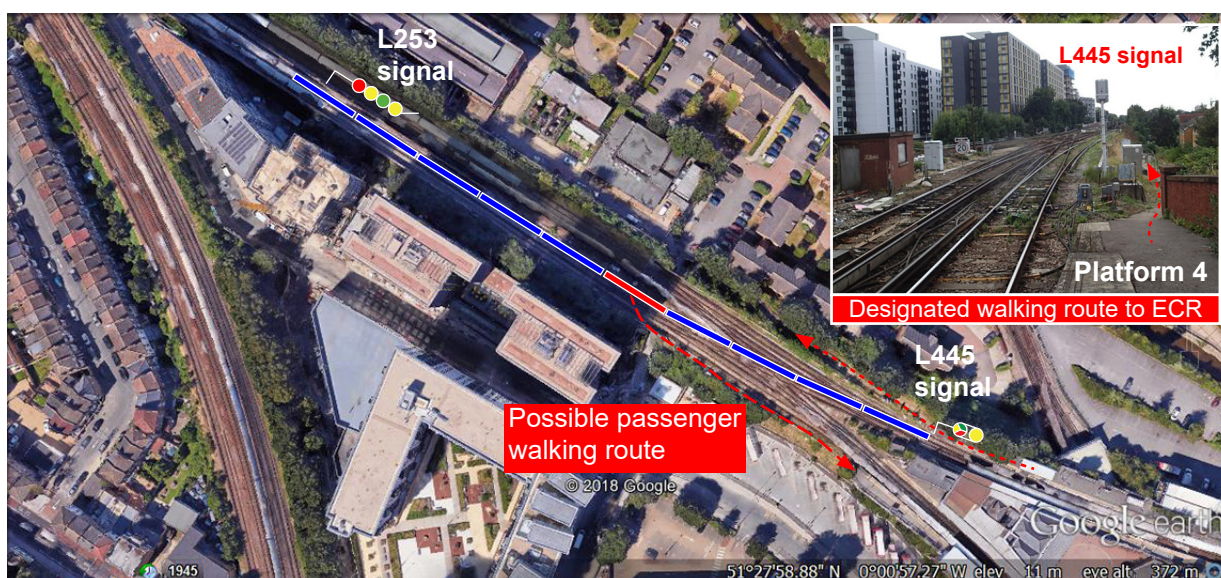 L253
signal
L445 signal
20
Platform 4
Designated walking route to ECR
L445
signal
Possible passenger
walking route
© 2018 Google
Google earth
1945
51°27'58.88" N 0°00'57.27" W elev 11 m eye alt 372 m